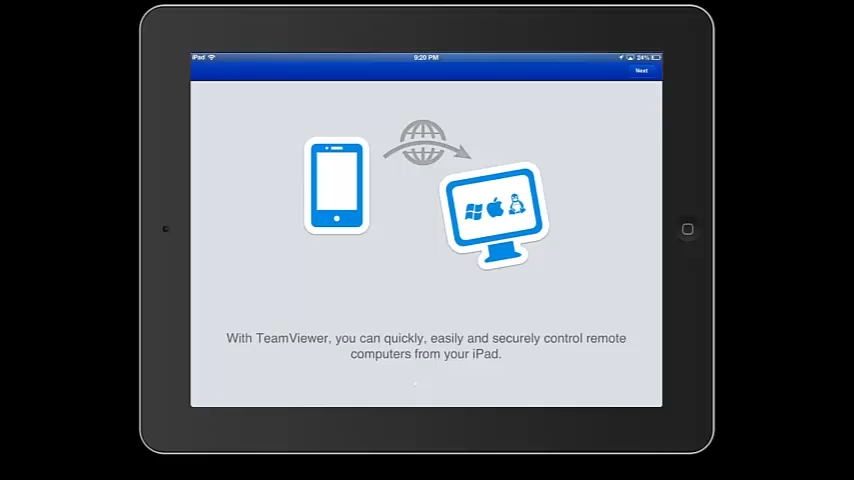 iPad 9:20 PM 24%
Next
With TeamViewer, you can quickly, easily and securely control remote
computers from your iPad.